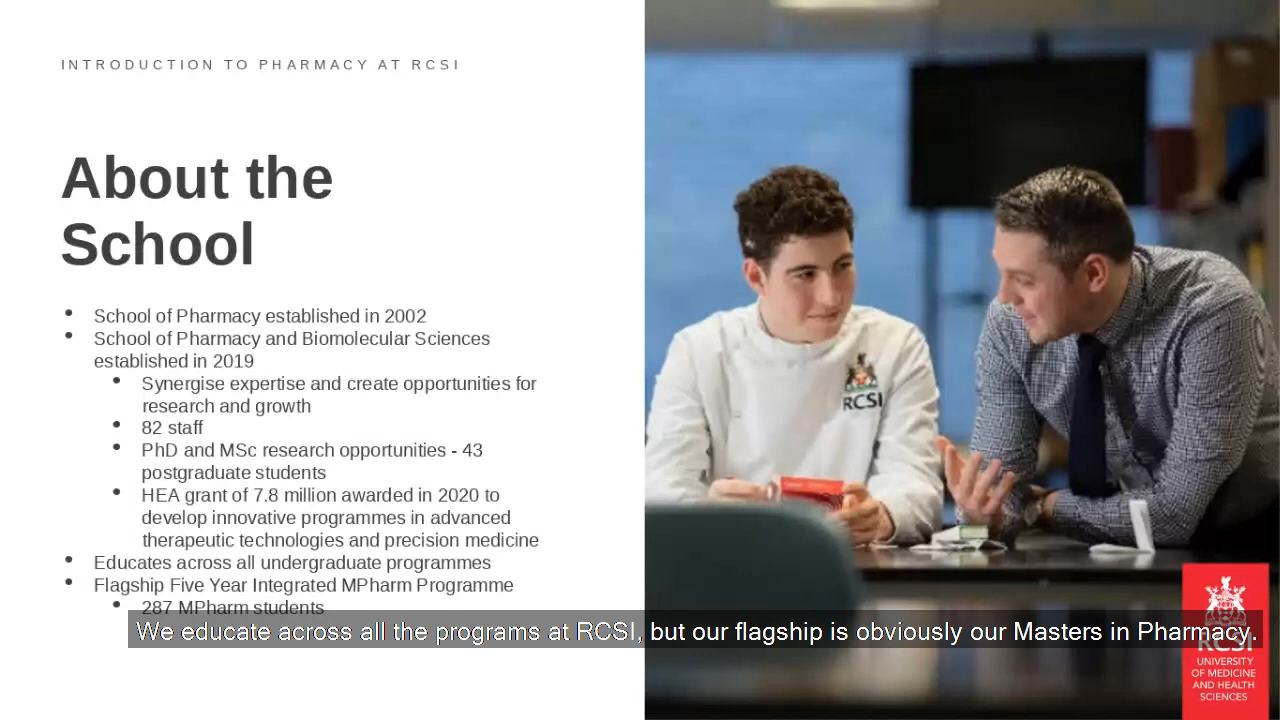 INTRODUCTION TO PHARMACY AT RCSI
About the
School
• School of Pharmacy established in 2002
• School of Pharmacy and Biomolecular Sciences
established in 2019
• Synergise expertise and create opportunities for
research and growth
• 82 staff
• PhD and MSc research opportunities - 43
postgraduate students
• HEA grant of 7.8 million awarded in 2020 to
develop innovative programmes in advanced
therapeutic technologies and precision medicine
• Educates across all undergraduate programmes
• Flagship Five Year Integrated MPharm Programme
• 287 MPharm students
We educate across all the programs at RCSI, but our flagship is obviously our Masters in Pharmacy.
RCSI
RCSI
UNIVERSITY
OF MEDICINE
AND HEALTH
SCIENCES